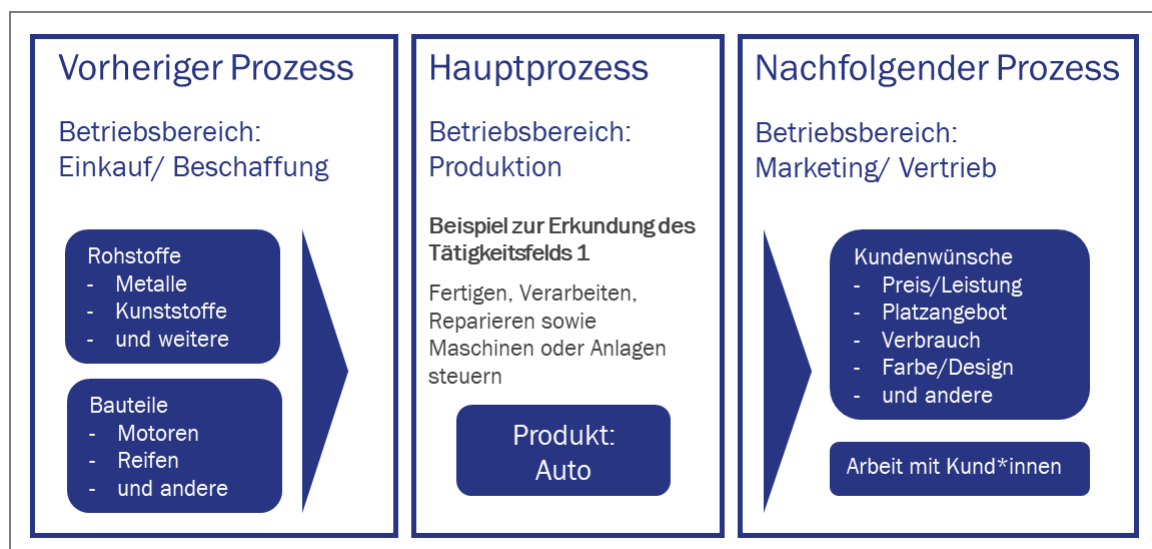 Vorheriger Prozess
Betriebsbereich:
Einkauf/ Beschaffung
Rohstoffe
- Metalle
- Kunststoffe
- und weitere
Bauteile
- Motoren
- Reifen
- und andere
Hauptprozess
Betriebsbereich:
Produktion
Beispiel zur Erkundung des
Tätigkeitsfelds 1
Fertigen, Verarbeiten,
Reparieren sowie
Maschinen oder Anlagen
steuern
Produkt:
Auto
Nachfolgender Prozess
Betriebsbereich:
Marketing/ Vertrieb
Kundenwünsche
- Preis/Leistung
- Platzangebot
- Verbrauch
- Farbe/Design
- und andere
Arbeit mit Kund*innen